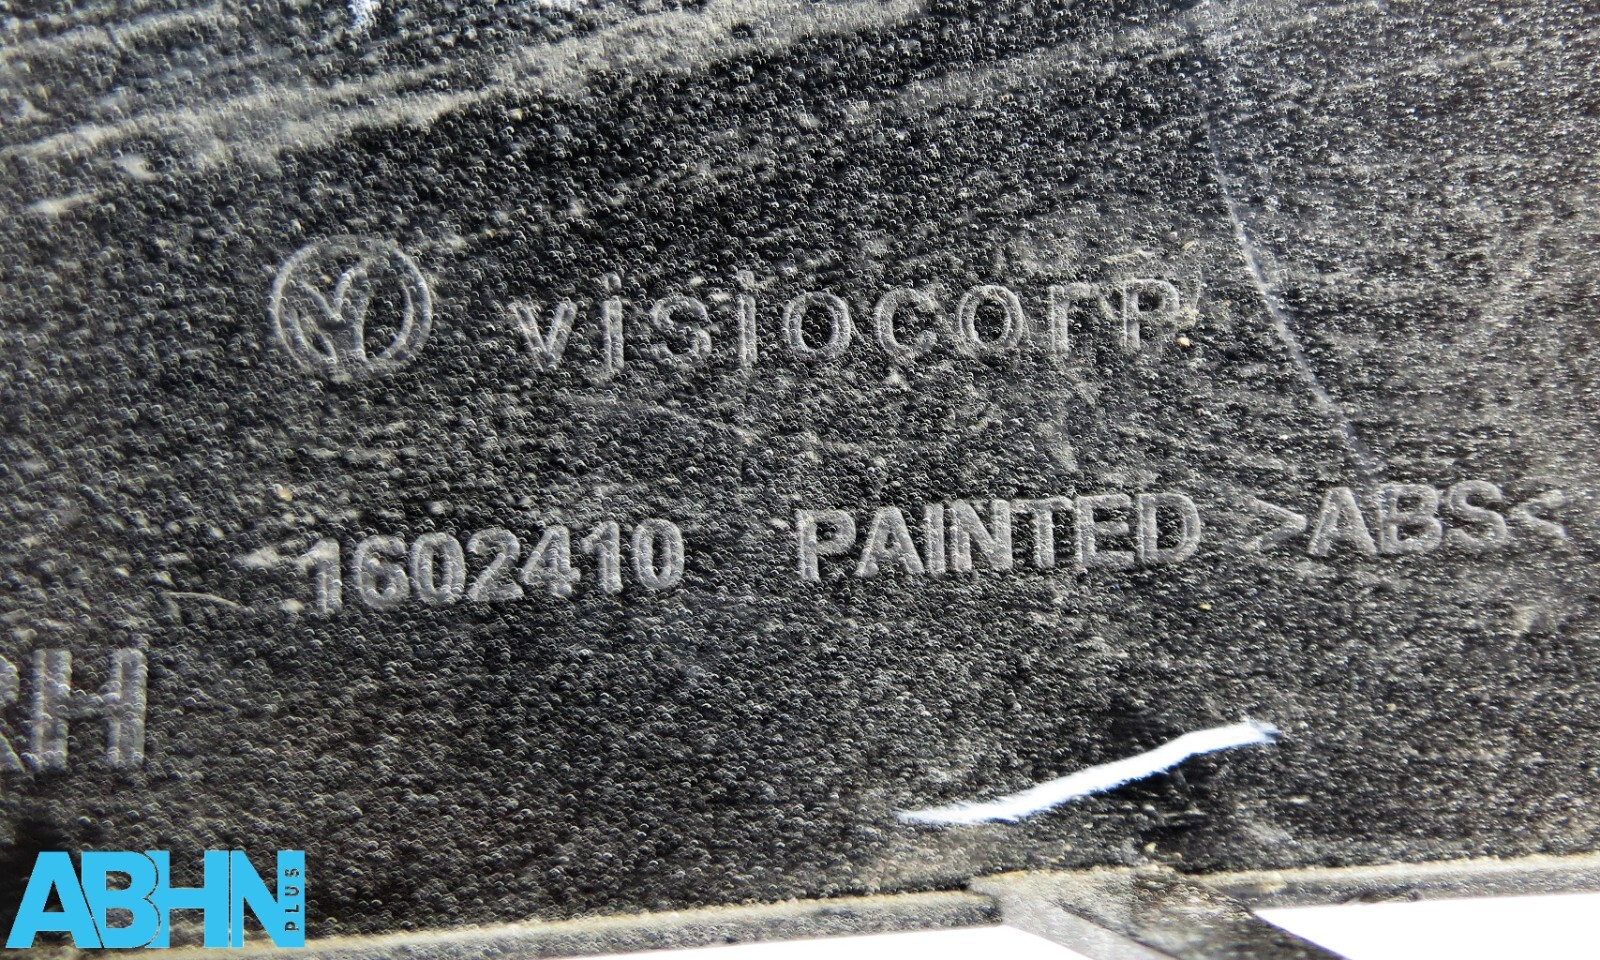 visiocorp
1602410 PAINTED >ABS<
RH
ABHN PLUS